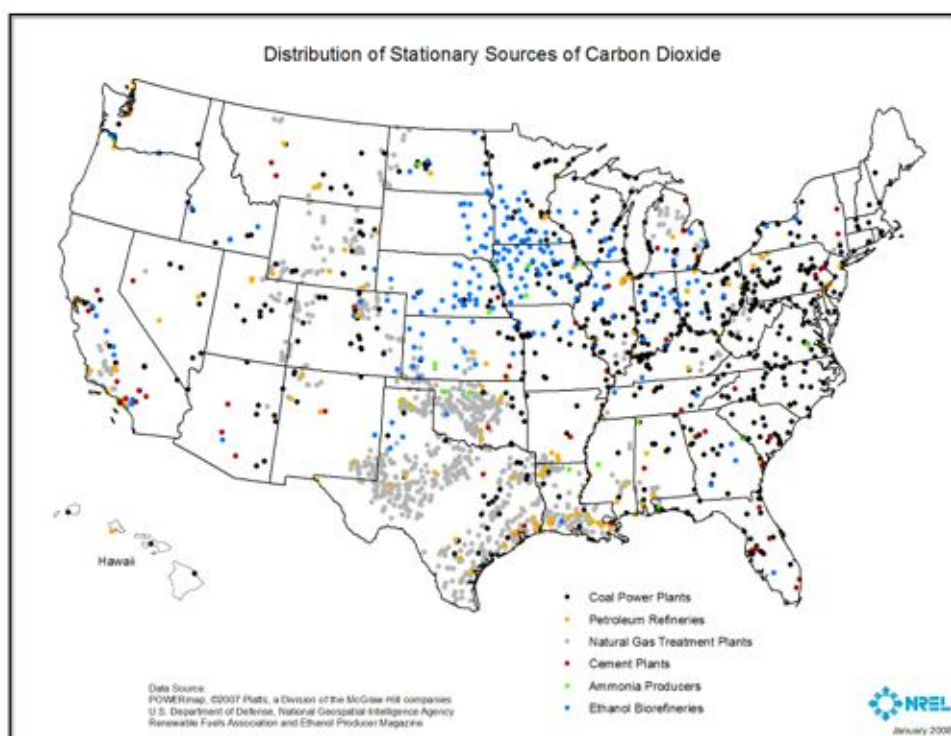 Distribution of Stationary Sources of Carbon Dioxide
Hawaii
Coal Power Plants
Petroleum Refineries
Natural Gas Treatment Plants
Cement Plants
Ammonia Producers
Ethanol Biorefineries
Data Source:
POWERmap, ©2007 Platts, a Division of the McGraw-Hill companies
U.S. Department of Defense, National Geospatial-Intelligence Agency
Renewable Fuels Association and Ethanol Producer Magazine
NREL
January 2008